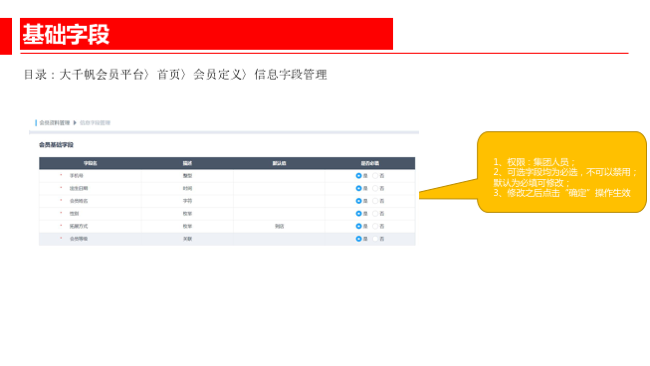 基础字段
目录：大千帆会员平台〉首页〉会员定义〉信息字段管理
会员资料管理 ▶ 信息字段管理
会员基础字段
字段名 描述 默认值 是否必填
* 手机号 整型 是 否
* 出生日期 时间 是 否
* 会员姓名 字符 是 否
* 性别 枚举 是 否
* 枚举 是 否
* 会员等级 关联 是 否
1、权限：集团人员；
2、可选字段均为必选，不可以禁用；
默认为必填可修改；
3、修改之后点击“确定”操作生效